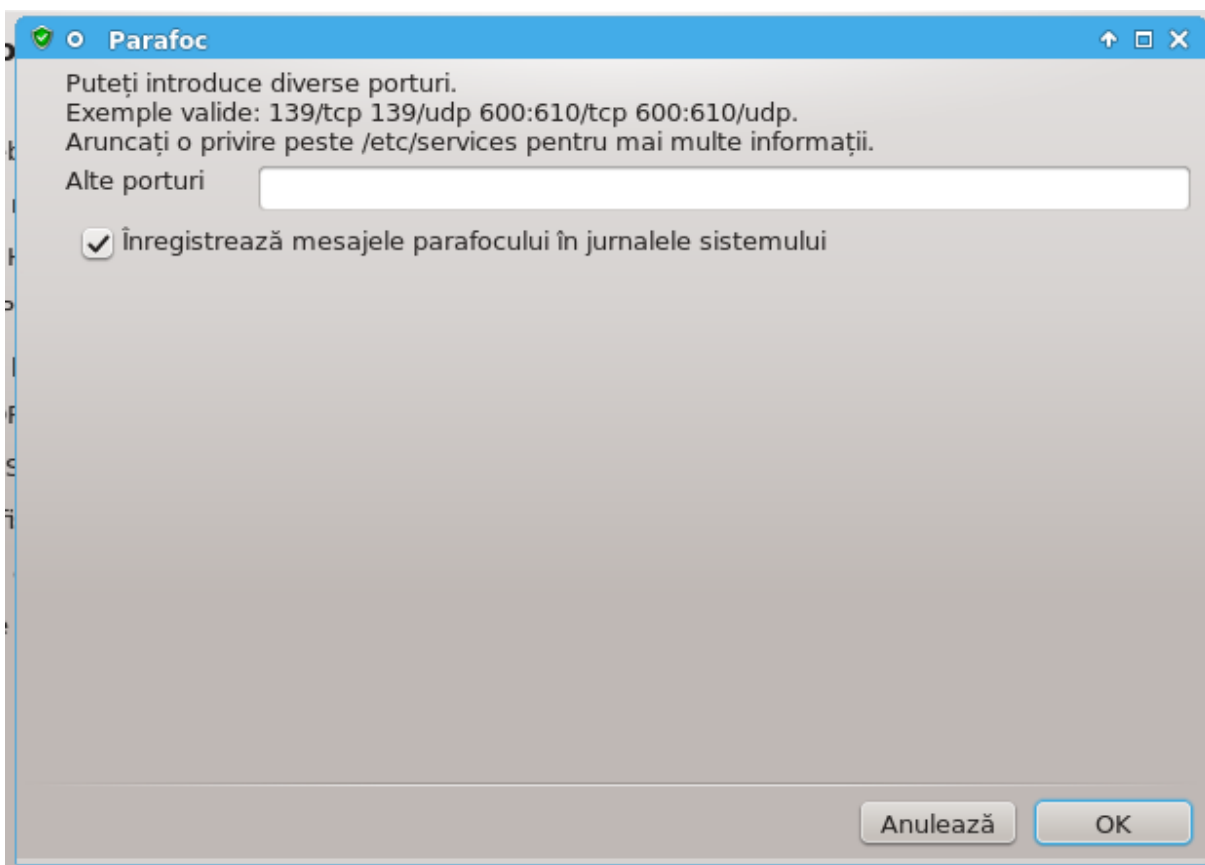 Parafoc
Puteți introduce diverse porturi.
Exemple valide: 139/tcp 139/udp 600:610/tcp 600:610/udp.
Aruncați o privire peste /etc/services pentru mai multe informații.
Alte porturi
Înregistrează mesajele parafocului în jurnalele sistemului
Anulează
OK